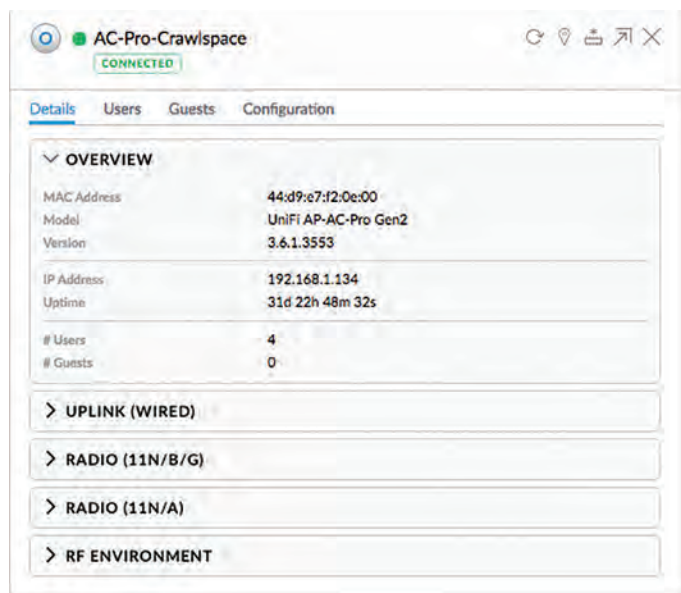 AC-Pro-Crawlspace
CONNECTED
Details Users Guests Configuration
OVERVIEW
MAC Address 44:d9:e7:f2:0e:00
Model UniFi AP-AC-Pro Gen2
Version 3.6.1.3553
IP Address 192.168.1.134
Uptime 31d 22h 48m 32s
# Users 4
# Guests 0
UPLINK (WIRED)
RADIO (11N/B/G)
RADIO (11N/A)
RF ENVIRONMENT